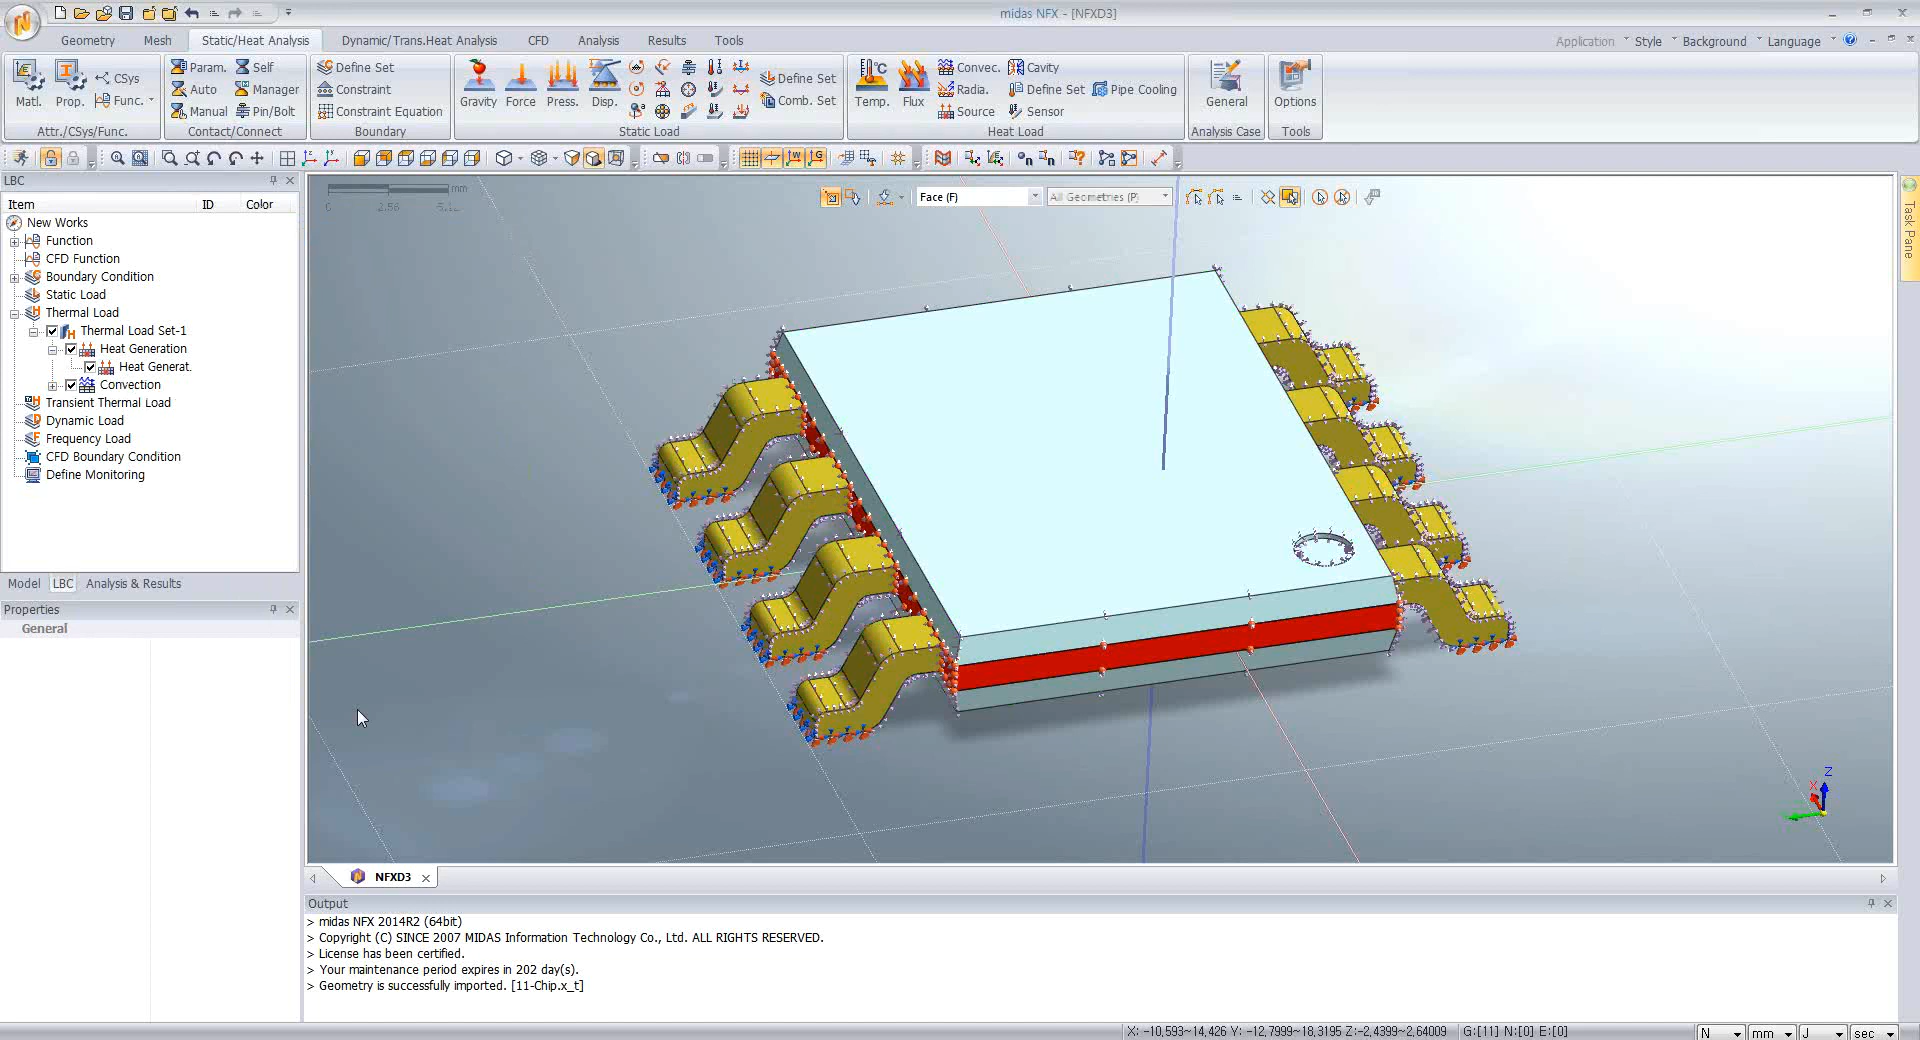 midas NFX - [NFXD3]
Geometry Mesh Static/Heat Analysis Dynamic/Trans.Heat Analysis CFD Analysis Results Tools
Application Style Background Language
Matl. Prop. CSys Func.
Attr./CSys/Func.
Param. Self
Auto Manager
Manual Pin/Bolt
Contact/Connect
Define Set
Constraint
Constraint Equation
Boundary
Gravity Force Press. Disp. Define Set
Comb. Set
Static Load
Temp. Flux Convec. Cavity
Radia. Define Set Pipe Cooling
Source Sensor
Heat Load
General
Analysis Case
Options
Tools
LBC
Item ID Color
New Works
Function
CFD Function
Boundary Condition
Static Load
Thermal Load
Thermal Load Set-1
Heat Generation
Heat Generat.
Convection
Transient Thermal Load
Dynamic Load
Frequency Load
CFD Boundary Condition
Define Monitoring
Model LBC Analysis & Results
Properties
General
mm
0 2.56
Face (F) All Geometries (P)
Task Pane
Z
X
NFXD3
Output
> midas NFX 2014R2 (64bit)
> Copyright (C) SINCE 2007 MIDAS Information Technology Co., Ltd. ALL RIGHTS RESERVED.
> License has been certified.
> Your maintenance period expires in 202 day(s).
> Geometry is successfully imported. [11-Chip.x_t]
X: -10,593~14,426 Y: -12,7999~18,3195 Z:-2,4399~2,64009 G:[11] N:[0] E:[0]
N mm J sec